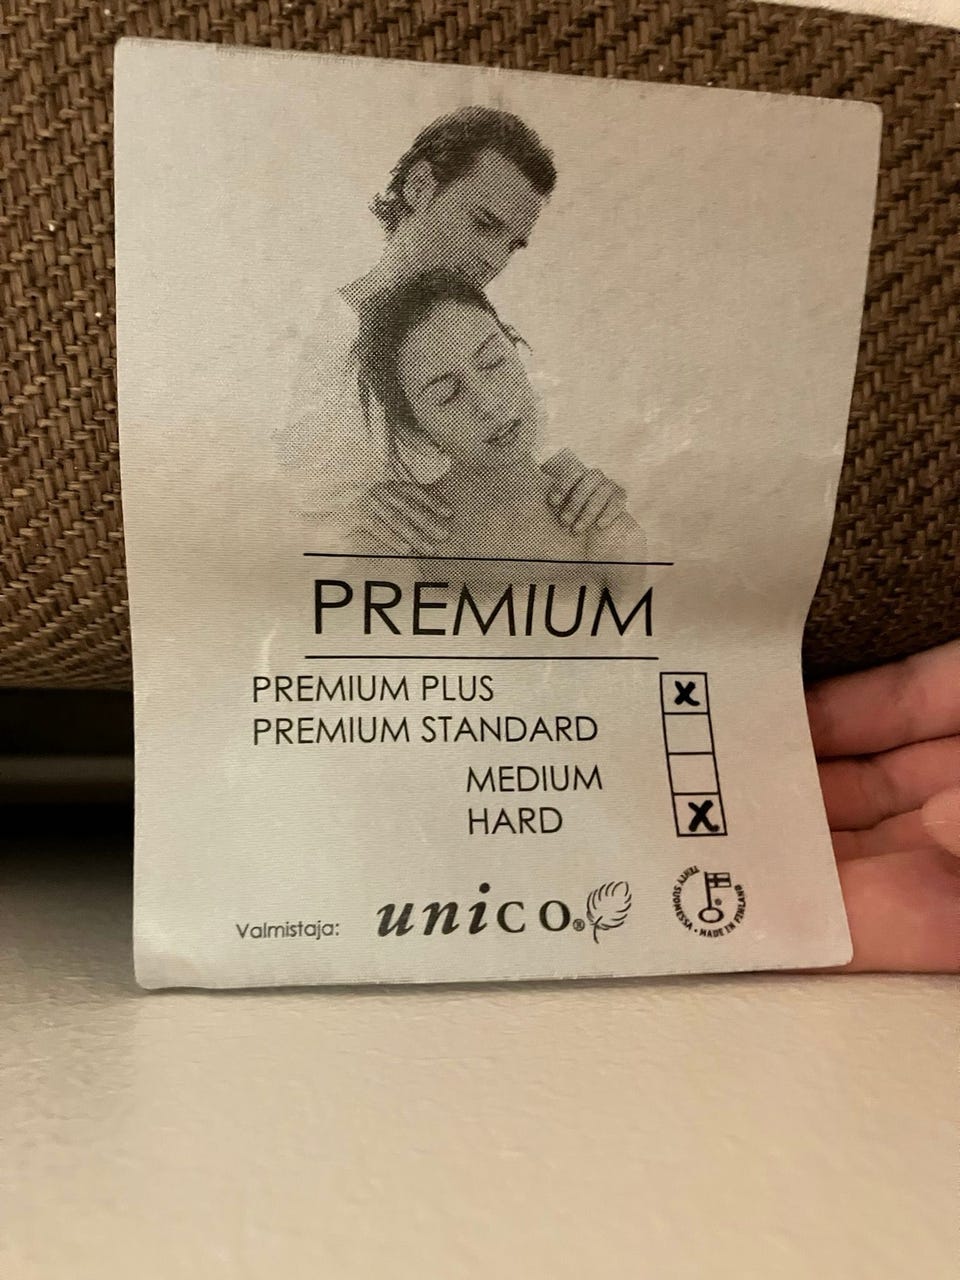 PREMIUM
PREMIUM PLUS x
PREMIUM STANDARD
MEDIUM
HARD x
Valmistaja: unico®
TEHTY SUOMESSA • MADE IN FINLAND